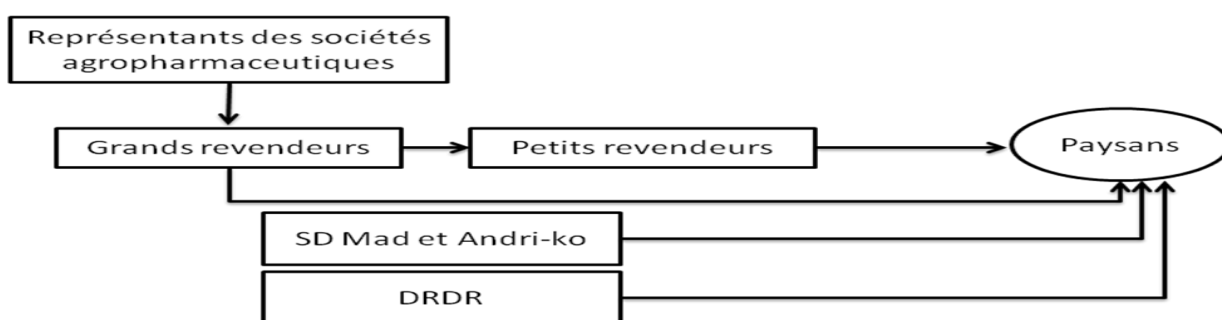 Représentants des sociétés
agropharmaceutiques
Grands revendeurs
Petits revendeurs
Paysans
SD Mad et Andri-ko
DRDR